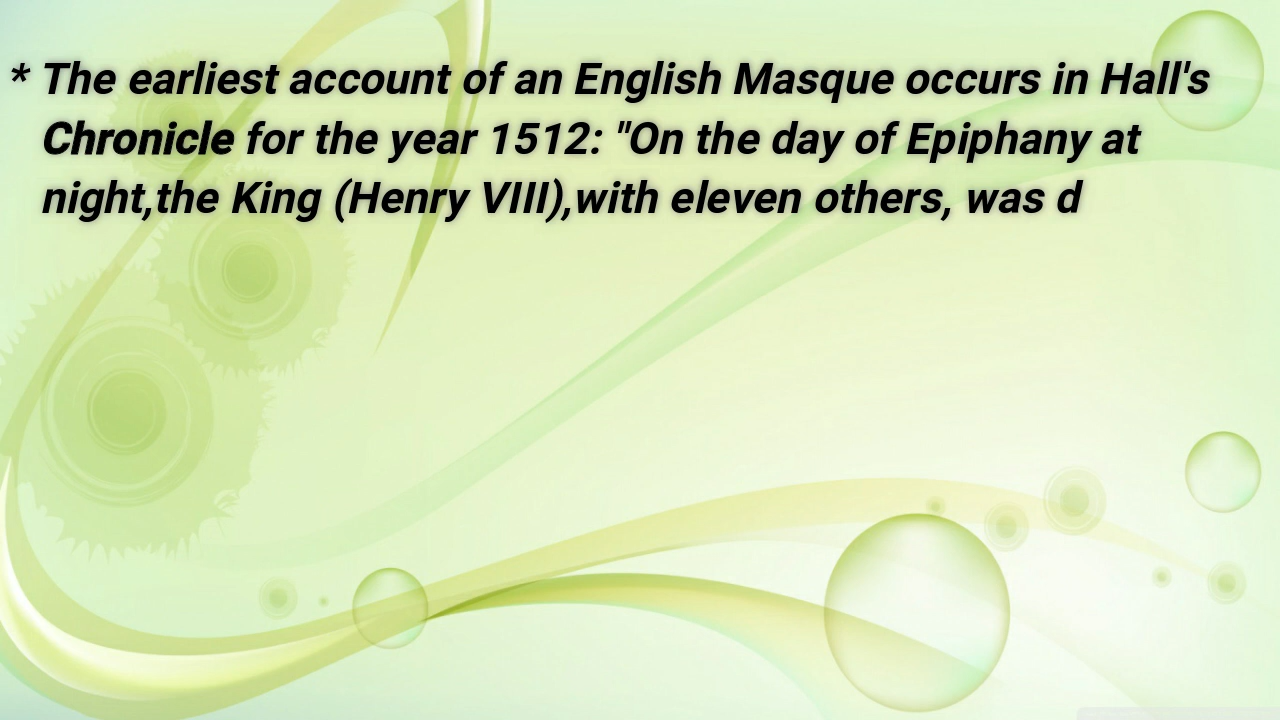 * The earliest account of an English Masque occurs in Hall's
Chronicle for the year 1512: "On the day of Epiphany at
night,the King (Henry VIII),with eleven others, was d